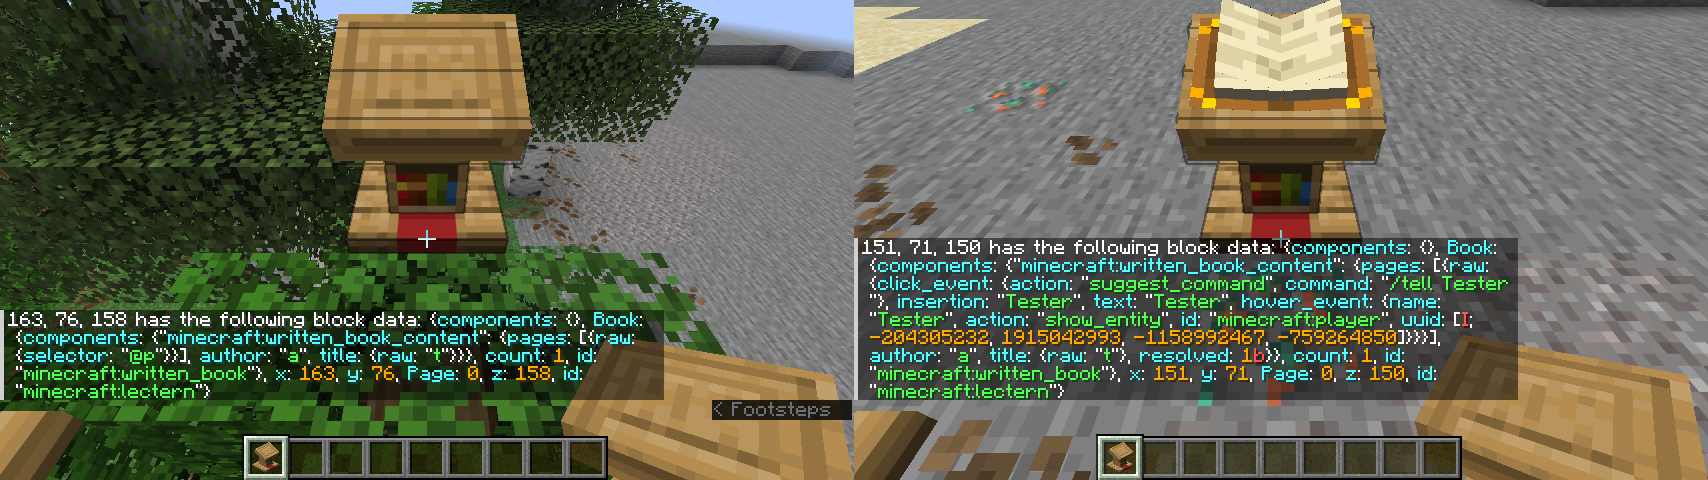 163, 76, 158 has the following block data: {components: {}, Book:
{components: {"minecraft:written_book_content": {pages: [{raw:
{selector: "@p"}}], author: "a", title: {raw: "t"}}}, count: 1, id:
"minecraft:written_book"}, x: 163, y: 76, Page: 0, z: 158, id:
"minecraft:lectern"}
< Footsteps
151, 71, 150 has the following block data: {components: {}, Book:
{components: {"minecraft:written_book_content": {pages: [{raw:
{click_event: {action: "suggest_command", command: "/tell Tester
"}, insertion: "Tester", text: "Tester", hover_event: {name:
"Tester", action: "show_entity", id: "minecraft:player", uuid: [I;
-204305232, 1915042993, -1158992467, -759264850]}}}],
author: "a", title: {raw: "t"}, resolved: 1b}}, count: 1, id:
"minecraft:written_book"}, x: 151, y: 71, Page: 0, z: 150, id:
"minecraft:lectern"}